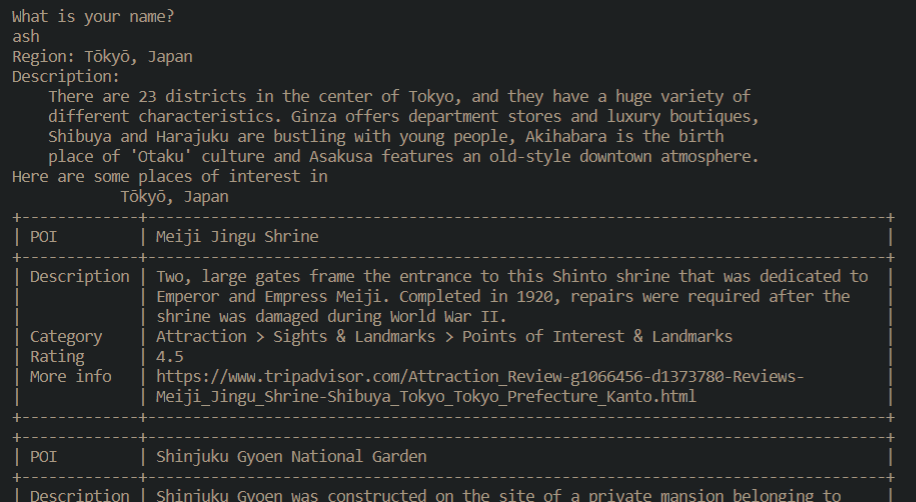 What is your name?
ash
Region: Tōkyō, Japan
Description:
    There are 23 districts in the center of Tokyo, and they have a huge variety of
    different characteristics. Ginza offers department stores and luxury boutiques,
    Shibuya and Harajuku are bustling with young people, Akihabara is the birth
    place of 'Otaku' culture and Asakusa features an old-style downtown atmosphere.
Here are some places of interest in
            Tōkyō, Japan
+-------------+----------------------------------------------------------------------------------+
| POI         | Meiji Jingu Shrine                                                               |
+-------------+----------------------------------------------------------------------------------+
| Description | Two, large gates frame the entrance to this Shinto shrine that was dedicated to  |
|             | Emperor and Empress Meiji. Completed in 1920, repairs were required after the    |
|             | shrine was damaged during World War II.                                          |
| Category    | Attraction > Sights & Landmarks > Points of Interest & Landmarks                 |
| Rating      | 4.5                                                                              |
| More info   | https://www.tripadvisor.com/Attraction_Review-g1066456-d1373780-Reviews-         |
|             | Meiji_Jingu_Shrine-Shibuya_Tokyo_Tokyo_Prefecture_Kanto.html                     |
+-------------+----------------------------------------------------------------------------------+
+-------------+----------------------------------------------------------------------------------+
| POI         | Shinjuku Gyoen National Garden                                                   |
+-------------+----------------------------------------------------------------------------------+
| Description | Shinjuku Gyoen was constructed on the site of a private mansion belonging to     |